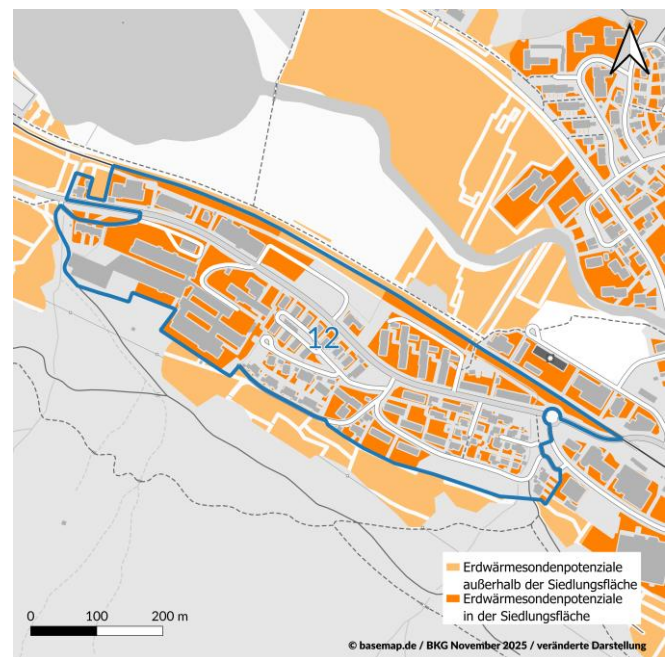 12
Erdwärmesondenpotenziale
außerhalb der Siedlungsfläche
Erdwärmesondenpotenziale
in der Siedlungsfläche
0 100 200 m
© basemap.de / BKG November 2025 / veränderte Darstellung